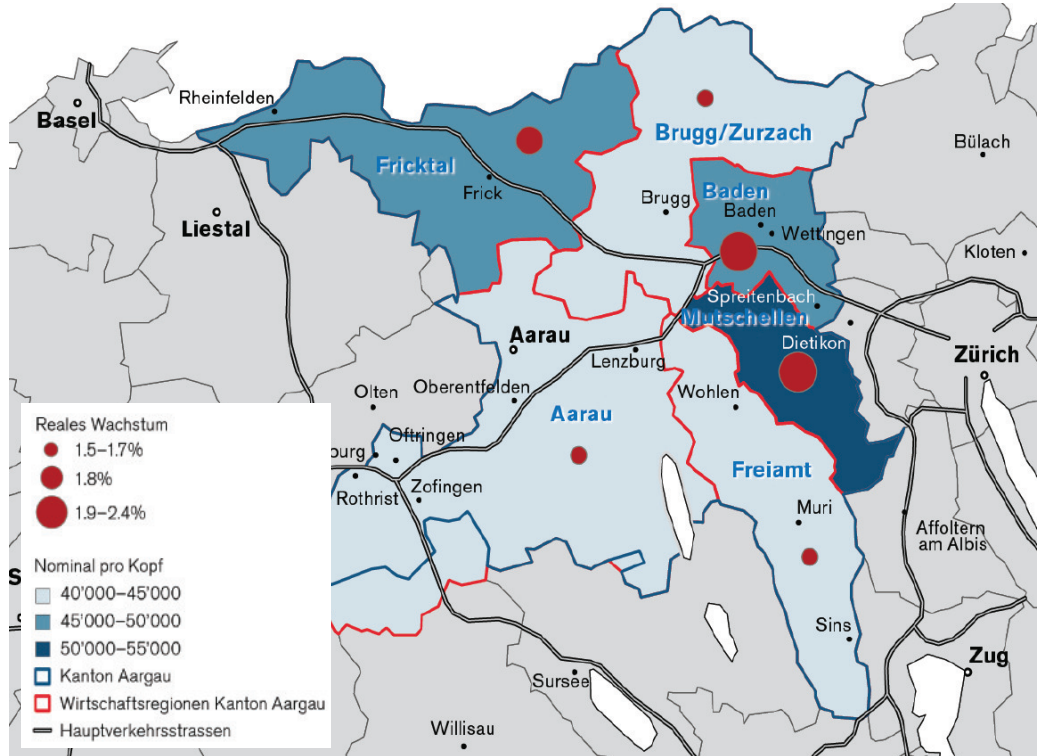 Rheinfelden
Basel
Brugg/Zurzach
Bülach
Fricktal
Frick
Baden
Brugg
Baden
Liestal
Wettingen
Kloten
Spreitenbach
Mutschellen
Aarau
Dietikon
Lenzburg
Zürich
Olten
Oberentfelden
Wohlen
Aarau
Oftringen
burg
Freiamt
Rothrist
Zofingen
Muri
Affoltern
am Albis
Sins
Zug
Sursee
Willisau
S
Reales Wachstum
1.5–1.7%
1.8%
1.9–2.4%
Nominal pro Kopf
40'000–45'000
45'000–50'000
50'000–55'000
Kanton Aargau
Wirtschaftsregionen Kanton Aargau
Hauptverkehrsstrassen